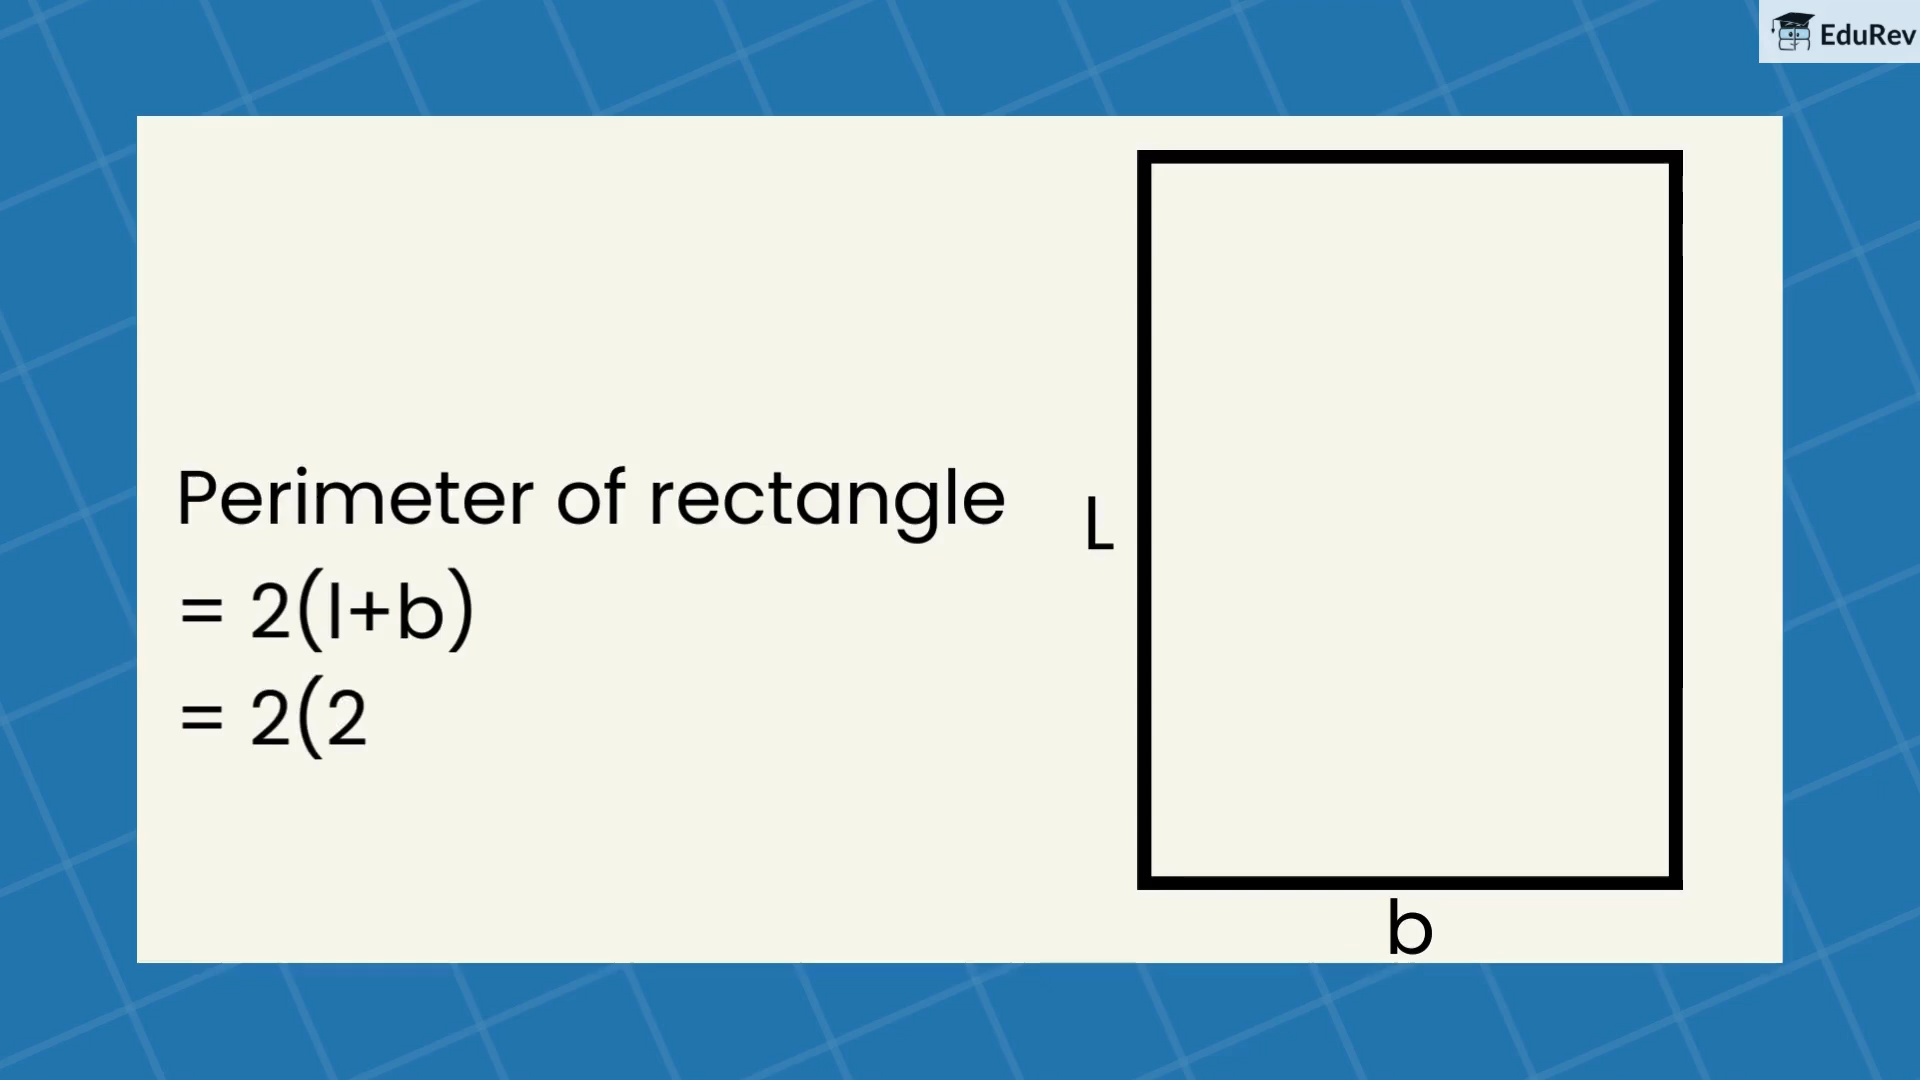 EduRev
Perimeter of rectangle
= 2(l+b)
= 2(2
L
b